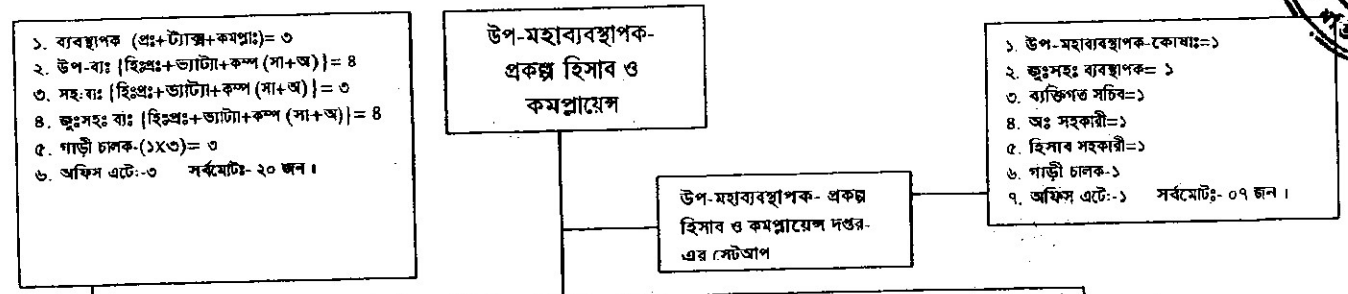 ১. ব্যবস্থাপক (প্রঃ+ট্যাক্স+কমপ্লাঃ)= ৩
২. উপ-ব্যঃ {হিঃপ্রঃ+ভ্যাট্যা+কম্প (সা+অ)}= ৪
৩. সহঃব্যঃ {হিঃপ্রঃ+ভ্যাট্যা+কম্প (সা+অ)}= ৩
৪. জুঃসহঃ ব্যঃ {হিঃপ্রঃ+ভ্যাট্যা+কম্প (সা+অ)}= ৪
৫. গাড়ী চালক-(১X৩)= ৩
৬. অফিস এটেঃ-৩ সর্বমোটঃ- ২০ জন।
উপ-মহাব্যবস্থাপক-
প্রকল্প হিসাব ও
কমপ্লায়েন্স
উপ-মহাব্যবস্থাপক- প্রকল্প
হিসাব ও কমপ্লায়েন্স দপ্তর-
এর সেটআপ
১. উপ-মহাব্যবস্থাপক-কোষাঃ=১
২. জুঃসহঃ ব্যবস্থাপক= ১
৩. ব্যক্তিগত সচিব=১
৪. অঃ সহকারী=১
৫. হিসাব সহকারী=১
৬. গাড়ী চালক-১
৭. অফিস এটেঃ-১ সর্বমোটঃ- ০৭ জন।